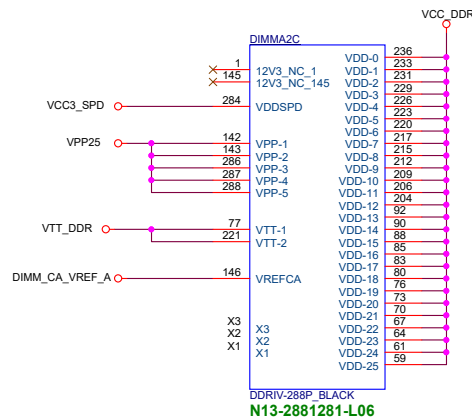 VCC_DDR
DIMMA2C
1 12V3_NC_1
145 12V3_NC_145
VCC3_SPD 284 VDDSPD
VPP25 142 VPP-1
143 VPP-2
286 VPP-3
287 VPP-4
288 VPP-5
VTT_DDR 77 VTT-1
221 VTT-2
DIMM_CA_VREF_A 146 VREFCA
X3 X3
X2 X2
X1 X1
VDD-0 236
VDD-1 233
VDD-2 231
VDD-3 229
VDD-4 226
VDD-5 223
VDD-6 220
VDD-7 217
VDD-8 215
VDD-9 212
VDD-10 209
VDD-11 206
VDD-12 204
VDD-13 92
VDD-14 90
VDD-15 88
VDD-16 85
VDD-17 83
VDD-18 80
VDD-19 76
VDD-20 73
VDD-21 70
VDD-22 67
VDD-23 64
VDD-24 61
VDD-25 59
DDRIV-288P_BLACK
N13-2881281-L06